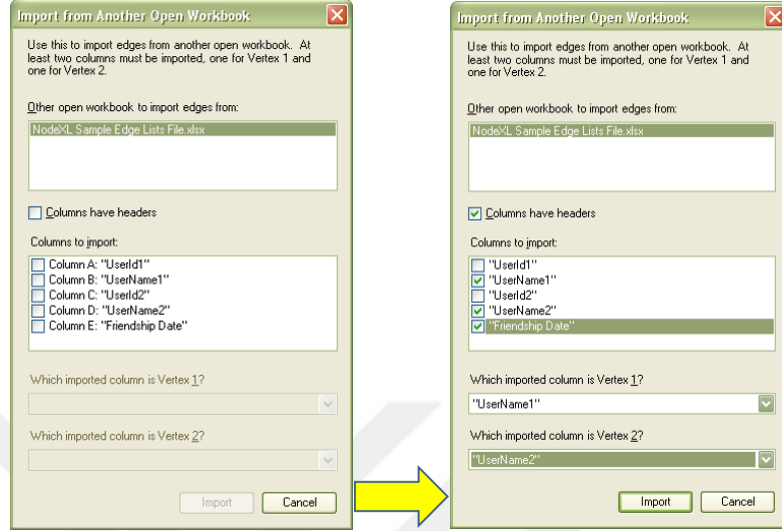 Import from Another Open Workbook
Use this to import edges from another open workbook. At
least two columns must be imported, one for Vertex 1 and
one for Vertex 2.
Other open workbook to import edges from:
NodeXL Sample Edge Lists File.xlsx
Columns have headers
Columns to import:
Column A: "UserId1"
Column B: "UserName1"
Column C: "UserId2"
Column D: "UserName2"
Column E: "Friendship Date"
Which imported column is Vertex 1?
Which imported column is Vertex 2?
Import
Cancel
Import from Another Open Workbook
Use this to import edges from another open workbook. At
least two columns must be imported, one for Vertex 1 and
one for Vertex 2.
Other open workbook to import edges from:
NodeXL Sample Edge Lists File.xlsx
Columns have headers
Columns to import:
"UserId1"
"UserName1"
"UserId2"
"UserName2"
"Friendship Date"
Which imported column is Vertex 1?
"UserName1"
Which imported column is Vertex 2?
"UserName2"
Import
Cancel